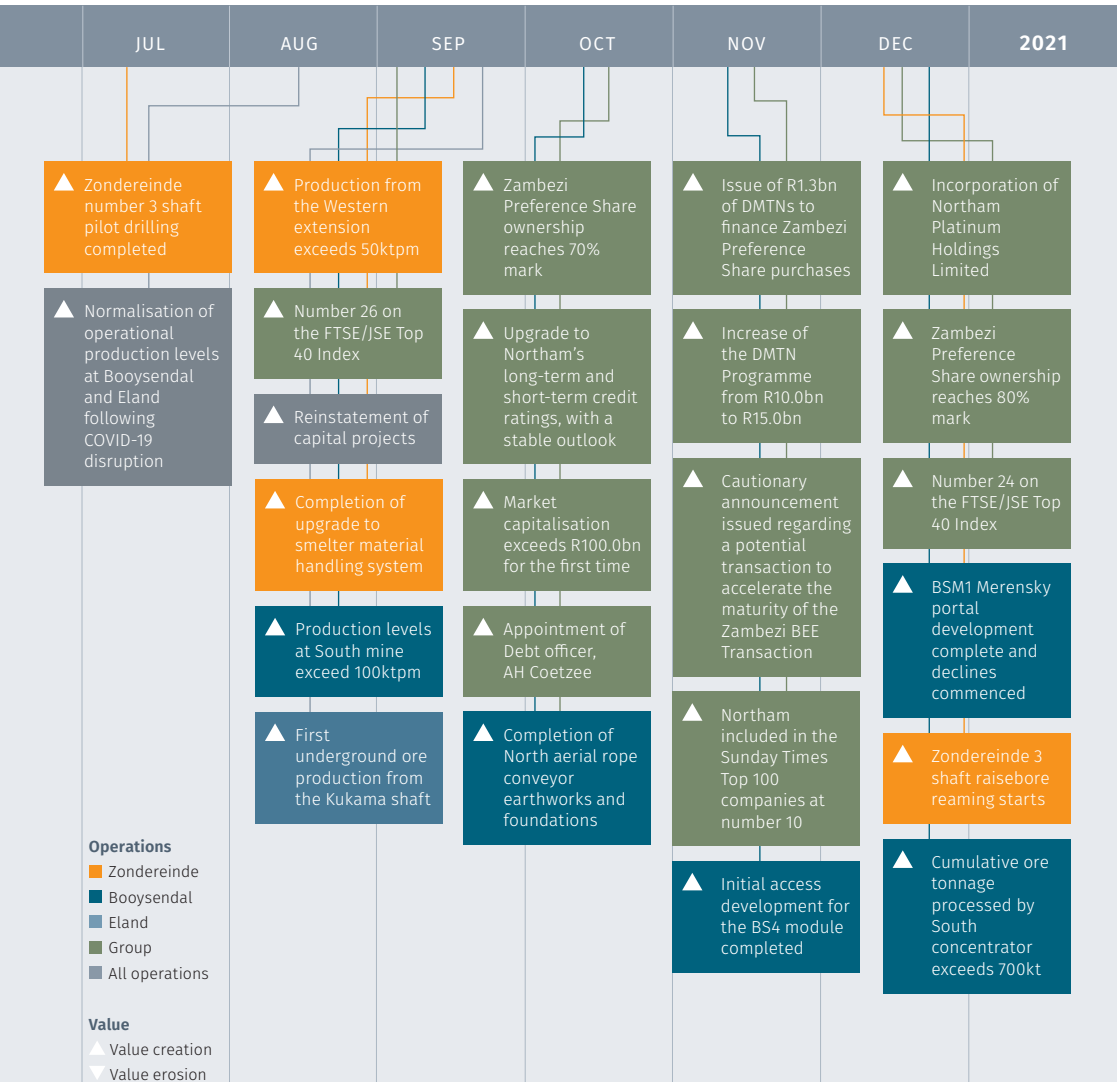 JUL
AUG
SEP
OCT
NOV
DEC
2021
Zondereinde
number 3 shaft
pilot drilling
completed
Normalisation of
operational
production levels
at Booysendal
and Eland
following
COVID-19
disruption
Production from
the Western
extension
exceeds 50ktpm
Number 26 on
the FTSE/JSE Top
40 Index
Reinstatement of
capital projects
Completion of
upgrade to
smelter material
handling system
Production levels
at South mine
exceed 100ktpm
First
underground ore
production from
the Kukama shaft
Zambezi
Preference Share
ownership
reaches 70%
mark
Upgrade to
Northam’s
long-term and
short-term credit
ratings, with a
stable outlook
Market
capitalisation
exceeds R100.0bn
for the first time
Appointment of
Debt officer,
AH Coetzee
Completion of
North aerial rope
conveyor
earthworks and
foundations
Issue of R1.3bn
of DMTNs to
finance Zambezi
Preference
Share purchases
Increase of
the DMTN
Programme
from R10.0bn
to R15.0bn
Cautionary
announcement
issued regarding
a potential
transaction to
accelerate the
maturity of the
Zambezi BEE
Transaction
Northam
included in the
Sunday Times
Top 100
companies at
number 10
Initial access
development for
the BS4 module
completed
Incorporation of
Northam
Platinum
Holdings
Limited
Zambezi
Preference
Share ownership
reaches 80%
mark
Number 24 on
the FTSE/JSE Top
40 Index
BSM1 Merensky
portal
development
complete and
declines
commenced
Zondereinde 3
shaft raisebore
reaming starts
Cumulative ore
tonnage
processed by
South
concentrator
exceeds 700kt
Operations
Zondereinde
Booysendal
Eland
Group
All operations
Value
Value creation
Value erosion